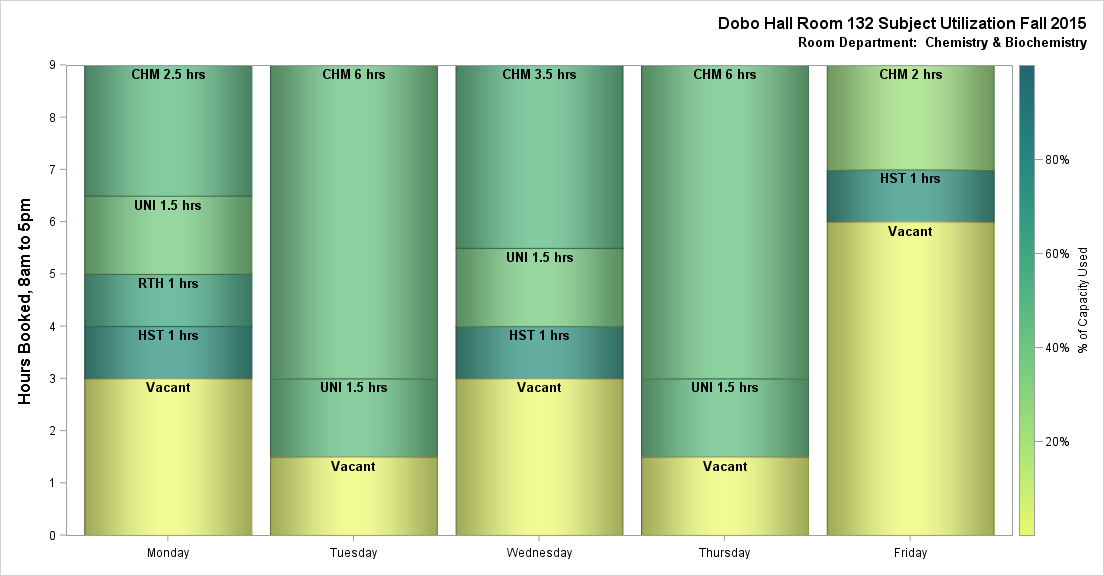 Dobo Hall Room 132 Subject Utilization Fall 2015
Room Department:  Chemistry & Biochemistry
Hours Booked, 8am to 5pm
9
8
7
6
5
4
3
2
1
0
CHM 2.5 hrs
UNI 1.5 hrs
RTH 1 hrs
HST 1 hrs
Vacant
CHM 6 hrs
UNI 1.5 hrs
Vacant
CHM 3.5 hrs
UNI 1.5 hrs
HST 1 hrs
Vacant
CHM 6 hrs
UNI 1.5 hrs
Vacant
CHM 2 hrs
HST 1 hrs
Vacant
Monday
Tuesday
Wednesday
Thursday
Friday
80%
60%
40%
20%
% of Capacity Used